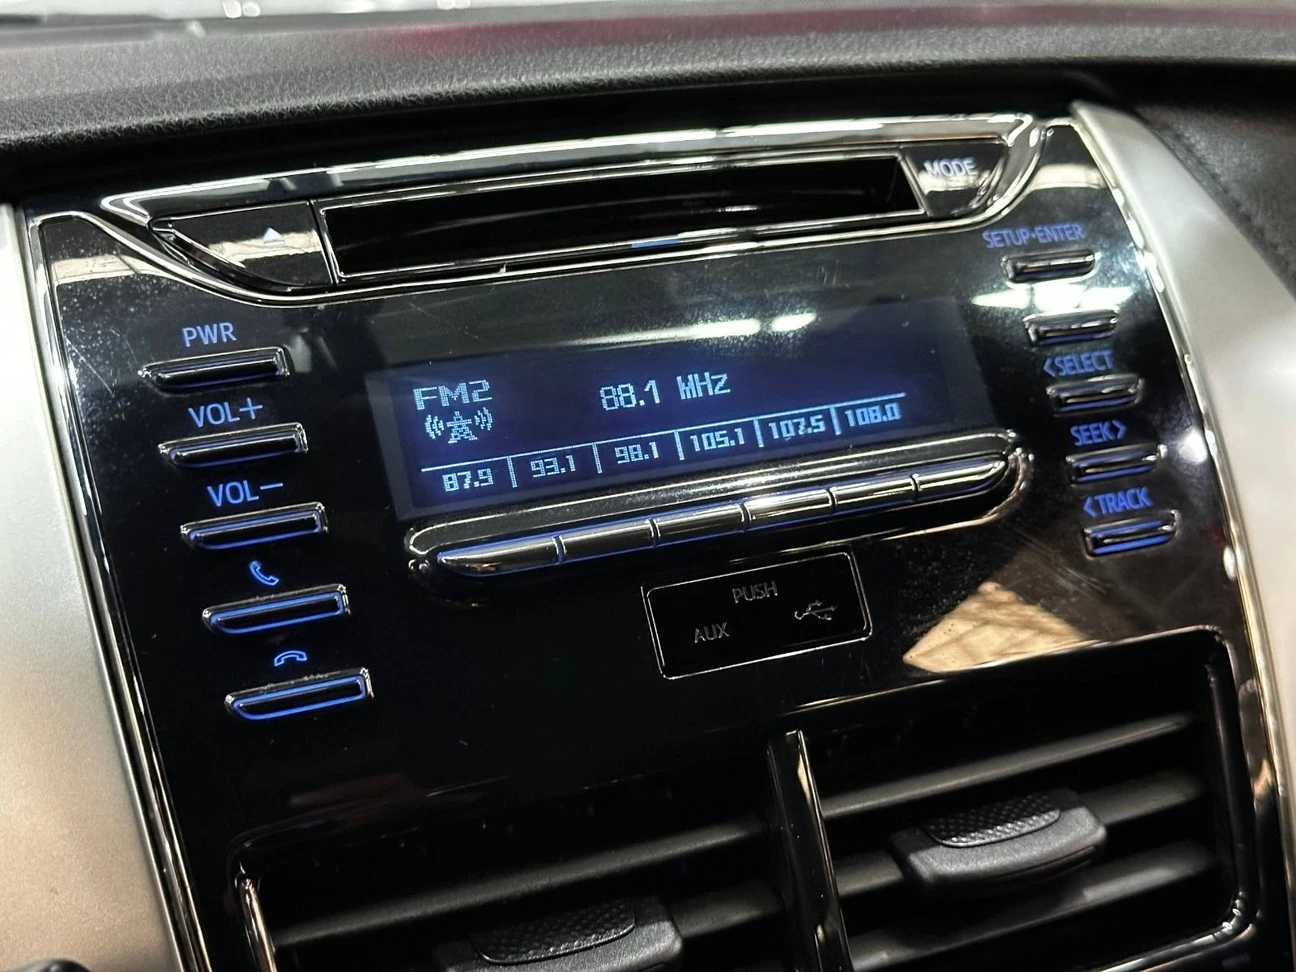 MODE
SETUP•ENTER
PWR
VOL+
VOL−
FM2
88.1 MHz
87.9 | 93.1 | 98.1 | 105.1 | 107.5 | 108.0
<SELECT
SEEK>
<TRACK
PUSH
AUX